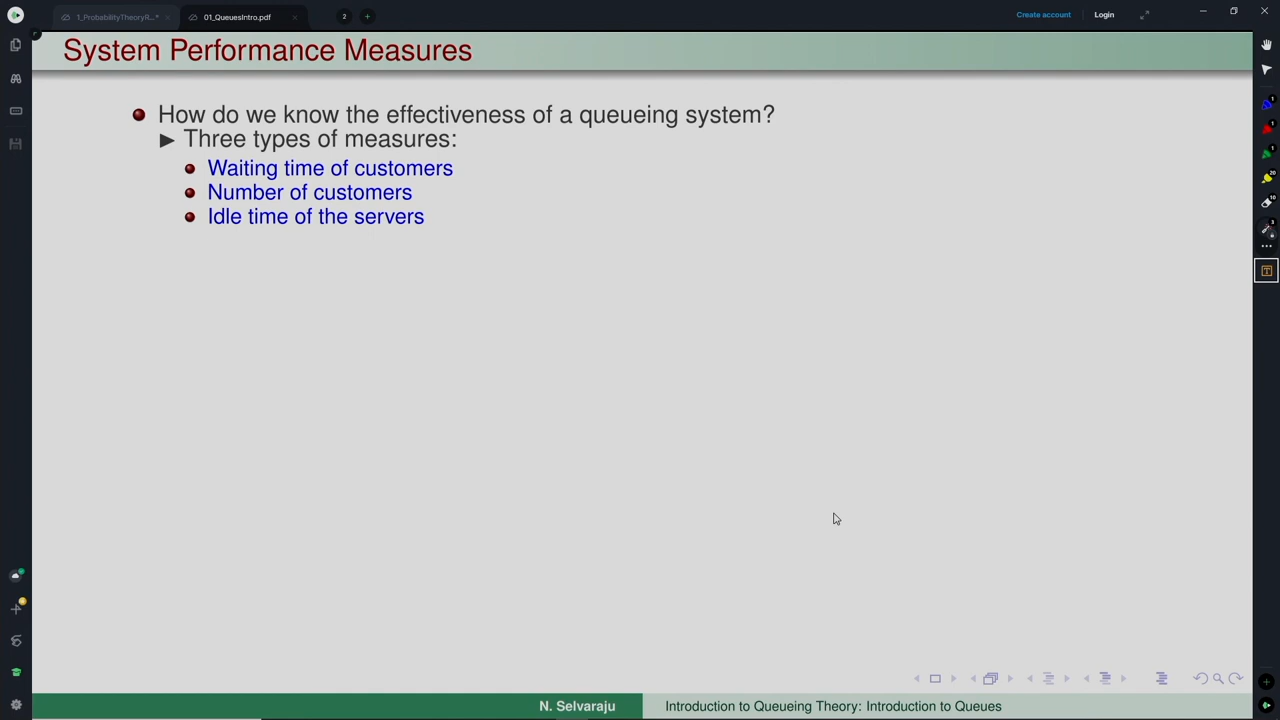 1_ProbabilityTheoryR...*
01_QueuesIntro.pdf
2
Create account
Login
System Performance Measures
How do we know the effectiveness of a queueing system?
Three types of measures:
Waiting time of customers
Number of customers
Idle time of the servers
N. Selvaraju
Introduction to Queueing Theory: Introduction to Queues